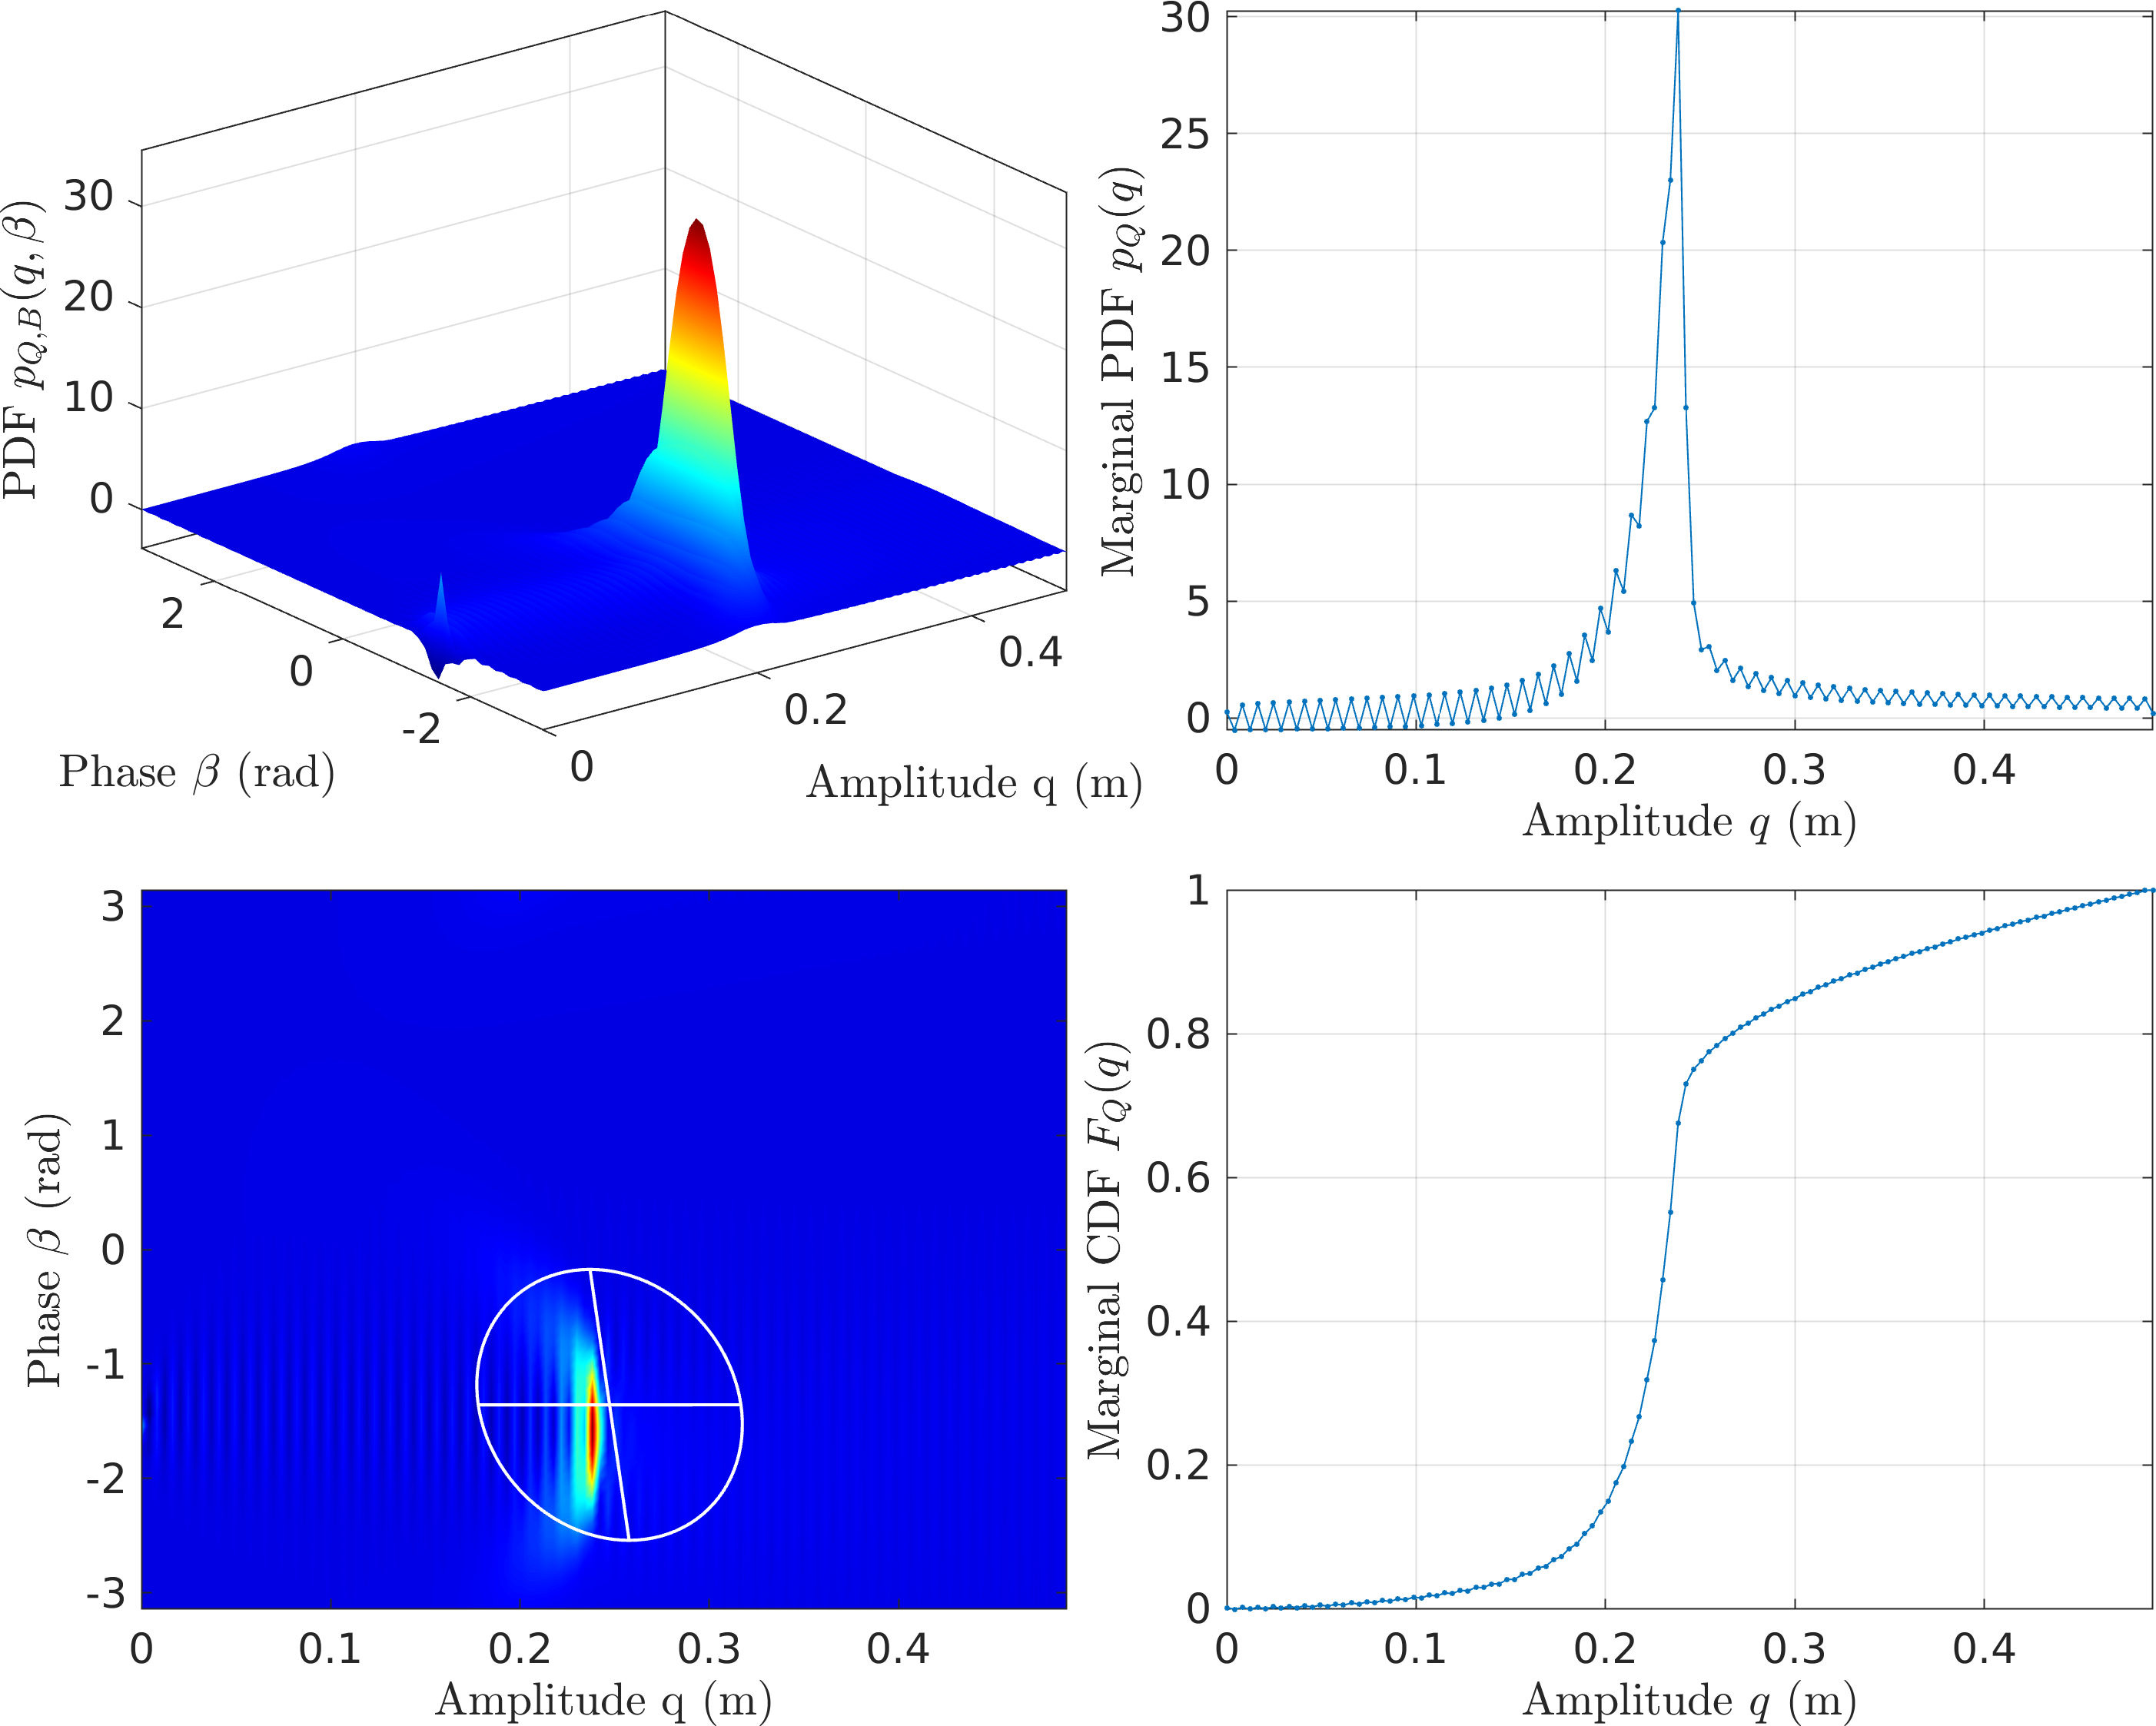 PDF p_{Q,B}(q, β)
30
20
10
0
2
0
-2
Phase β (rad)
0
0.2
0.4
Amplitude q (m)
Marginal PDF p_Q(q)
30
25
20
15
10
5
0
0 0.1 0.2 0.3 0.4
Amplitude q (m)
Phase β (rad)
3
2
1
0
-1
-2
-3
0 0.1 0.2 0.3 0.4
Amplitude q (m)
Marginal CDF F_Q(q)
1
0.8
0.6
0.4
0.2
0
0 0.1 0.2 0.3 0.4
Amplitude q (m)